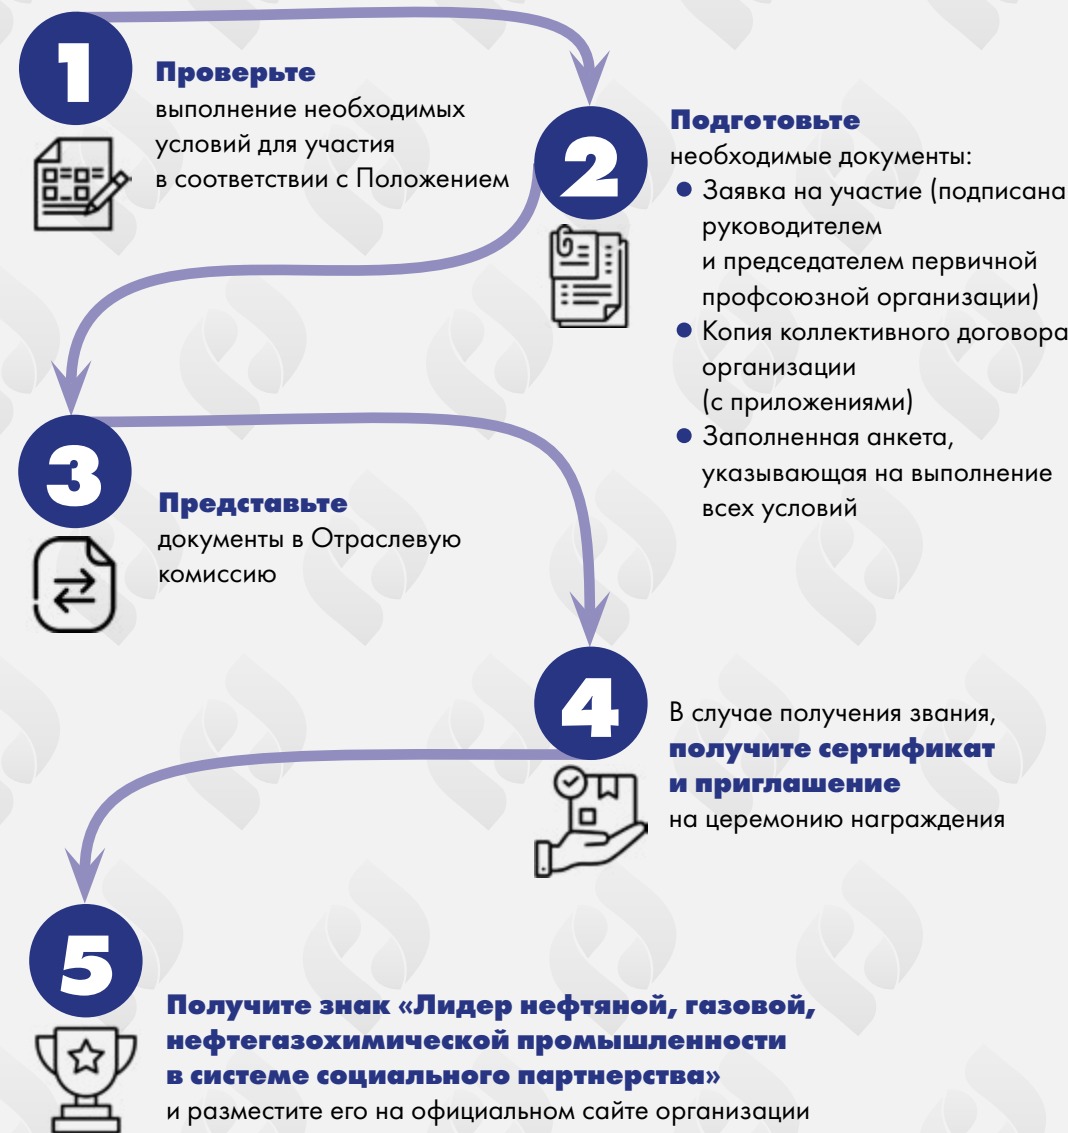 1
Проверьте
выполнение необходимых
условий для участия
в соответствии с Положением
2
Подготовьте
необходимые документы:
● Заявка на участие (подписана
руководителем
и председателем первичной
профсоюзной организации)
● Копия коллективного договора
организации
(с приложениями)
● Заполненная анкета,
указывающая на выполнение
всех условий
3
Представьте
документы в Отраслевую
комиссию
4
В случае получения звания,
получите сертификат
и приглашение
на церемонию награждения
5
Получите знак «Лидер нефтяной, газовой,
нефтегазохимической промышленности
в системе социального партнерства»
и разместите его на официальном сайте организации